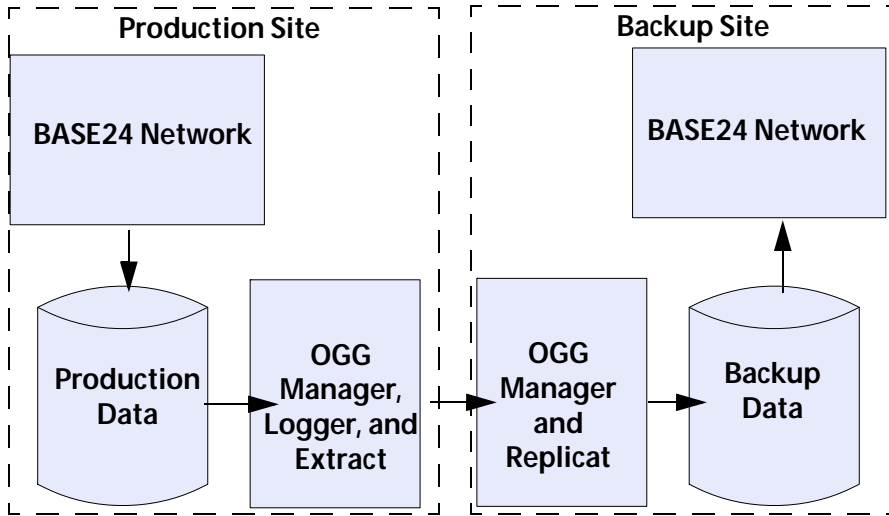 Production Site
BASE24 Network
Production
Data
OGG
Manager,
Logger, and
Extract
Backup Site
BASE24 Network
OGG
Manager
and
Replicat
Backup
Data